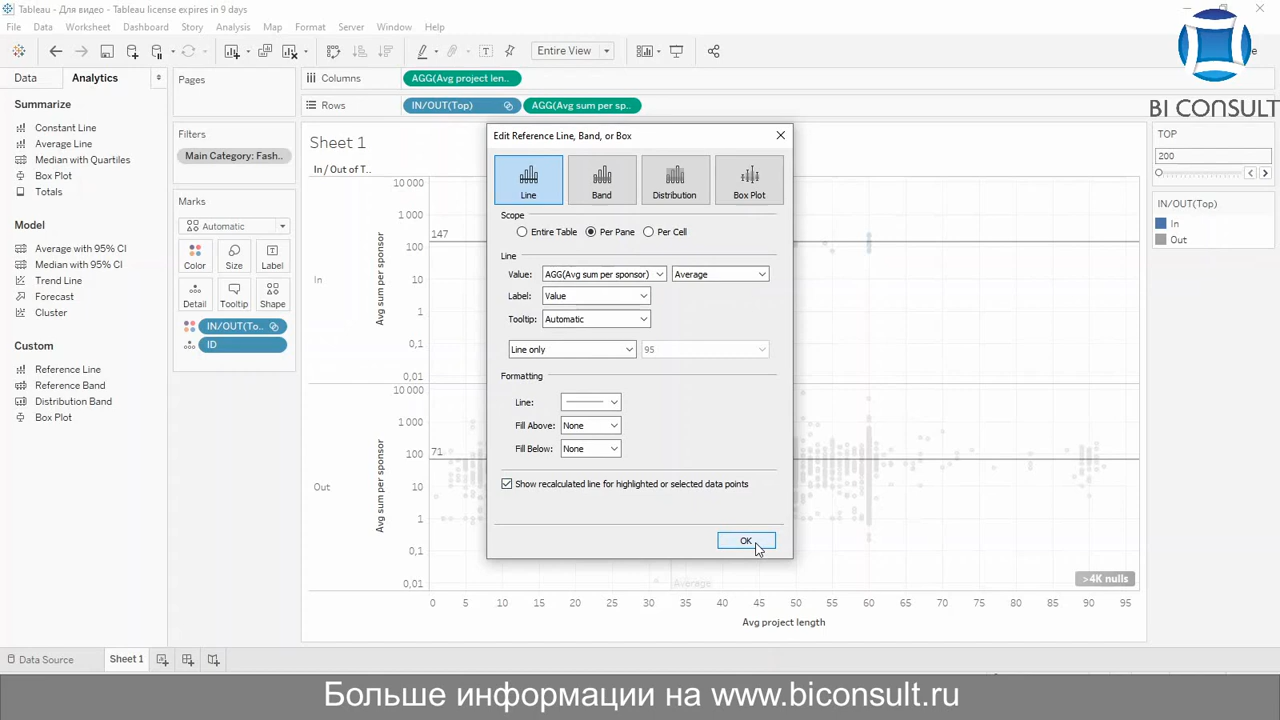 Tableau - Для видео - Tableau license expires in 9 days
File Data Worksheet Dashboard Story Analysis Map Format Server Window Help
Entire View
Data Analytics
Pages
Columns AGG(Avg project len..
Rows IN/OUT(Top) AGG(Avg sum per sp..
BI CONSULT
Summarize
Constant Line
Average Line
Median with Quartiles
Box Plot
Totals
Model
Average with 95% CI
Median with 95% CI
Trend Line
Forecast
Cluster
Custom
Reference Line
Reference Band
Distribution Band
Box Plot
Filters
Main Category: Fash..
Marks
Automatic
Color Size Label
Detail Tooltip Shape
IN/OUT(To..
ID
Sheet 1
In / Out of T..
In
Avg sum per sponsor
10 000
1 000
147
100
10
1
0,1
0,01
Out
Avg sum per sponsor
10 000
1 000
71
100
10
1
0,1
0,01
Average
>4K nulls
0 5 10 15 20 25 30 35 40 45 50 55 60 65 70 75 80 85 90 95
Avg project length
Edit Reference Line, Band, or Box
Line Band Distribution Box Plot
Scope
Entire Table Per Pane Per Cell
Line
Value: AGG(Avg sum per sponsor) Average
Label: Value
Tooltip: Automatic
Line only 95
Formatting
Line:
Fill Above: None
Fill Below: None
Show recalculated line for highlighted or selected data points
OK
TOP
200
IN/OUT(Top)
In
Out
Data Source Sheet 1
Больше информации на www.biconsult.ru